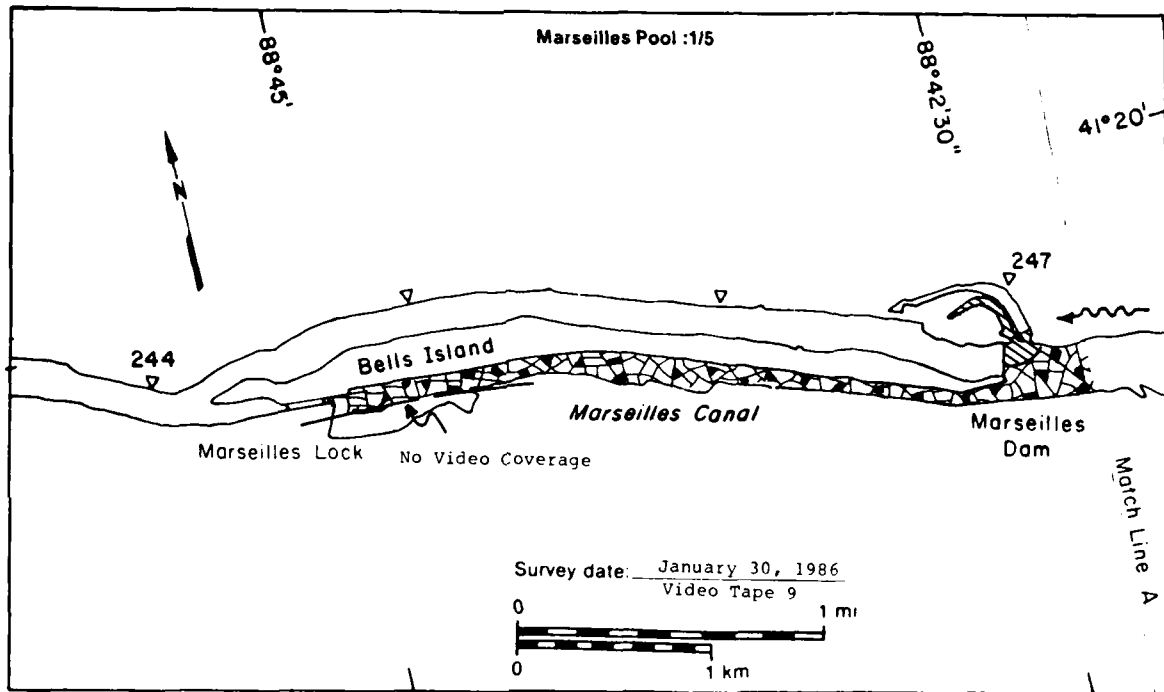 Marseilles Pool :1/5
88°45'
88°42'30"
41°20'
N
247
244
Bells Island
Marseilles Canal
Marseilles Lock
No Video Coverage
Marseilles
Dam
Match Line A
Survey date: January 30, 1986
Video Tape 9
0 1 mi
0 1 km